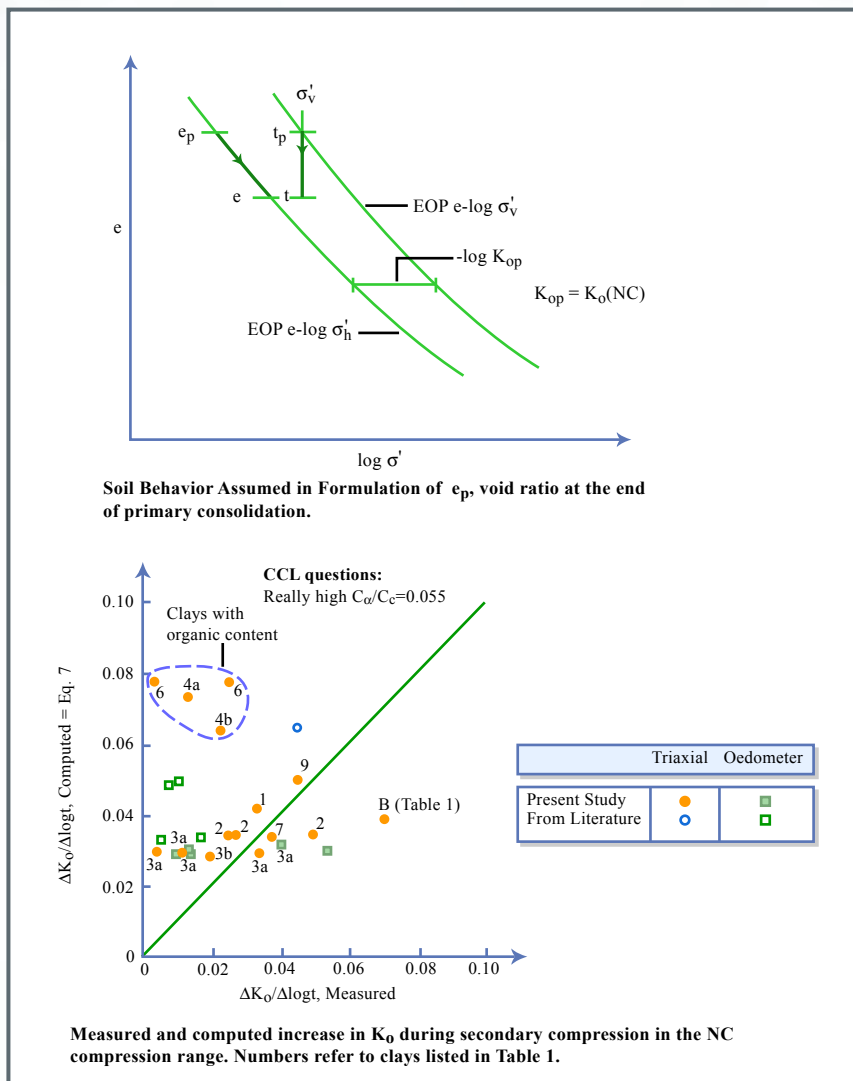 σ'v
ep
tp
e
t
e
EOP e-log σ'v
-log Kop
Kop = Ko(NC)
EOP e-log σ'h
log σ'
Soil Behavior Assumed in Formulation of ep, void ratio at the end
of primary consolidation.
CCL questions:
Really high Cα/Cc=0.055
Clays with
organic content
0.10
0.08
0.06
0.04
0.02
0
ΔKo/Δlogt, Computed = Eq. 7
6
4a
6
4b
9
1
B (Table 1)
2
2
7
2
3a
3a
3a
3b
3a
3a
0
0.02
0.04
0.06
0.08
0.10
ΔKo/Δlogt, Measured
Triaxial Oedometer
Present Study
From Literature
Measured and computed increase in Ko during secondary compression in the NC
compression range. Numbers refer to clays listed in Table 1.